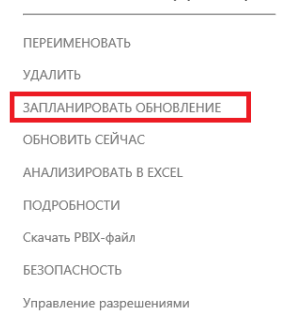 ПЕРЕИМЕНОВАТЬ
УДАЛИТЬ
ЗАПЛАНИРОВАТЬ ОБНОВЛЕНИЕ
ОБНОВИТЬ СЕЙЧАС
АНАЛИЗИРОВАТЬ В EXCEL
ПОДРОБНОСТИ
Скачать PBIX-файл
БЕЗОПАСНОСТЬ
Управление разрешениями